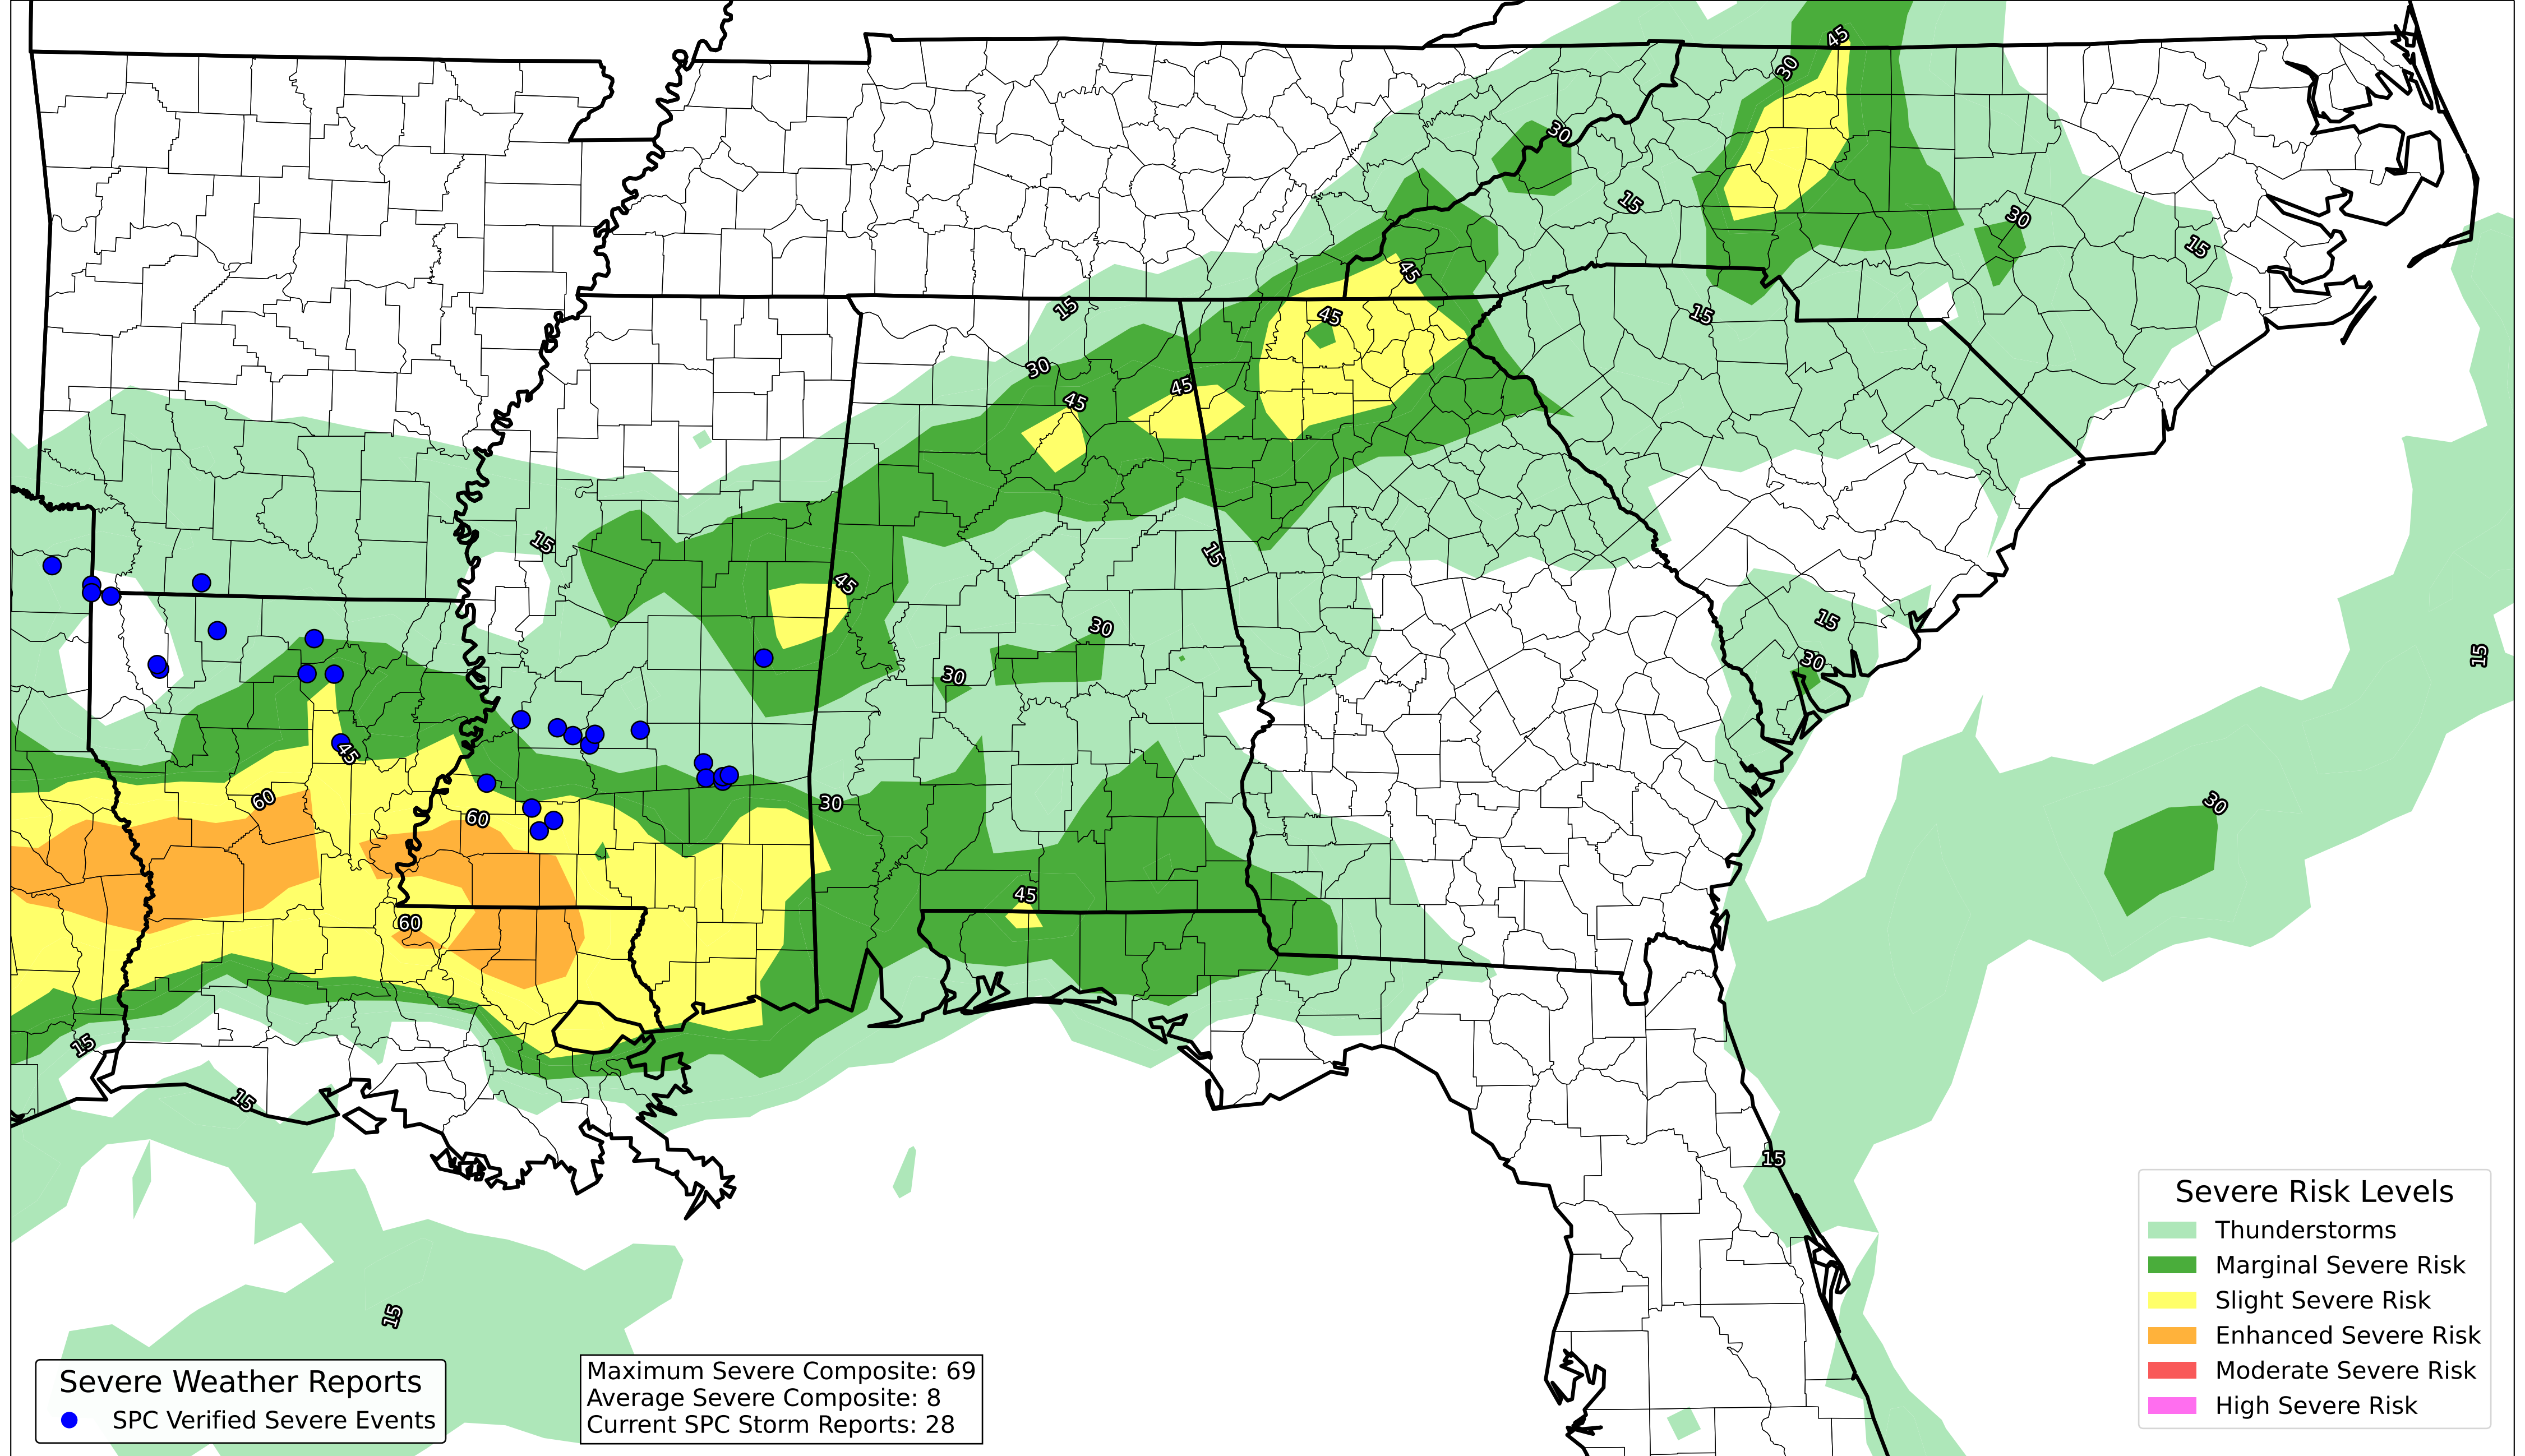 45
30
30
15
30
15
45
15
45
15
30
45
45
15
15
45
30
15
15
30
30
15
45
60
30
30
60
45
60
15
15
15
15
Severe Risk Levels
Thunderstorms
Marginal Severe Risk
Slight Severe Risk
Enhanced Severe Risk
Moderate Severe Risk
High Severe Risk
Severe Weather Reports
SPC Verified Severe Events
Maximum Severe Composite: 69
Average Severe Composite: 8
Current SPC Storm Reports: 28